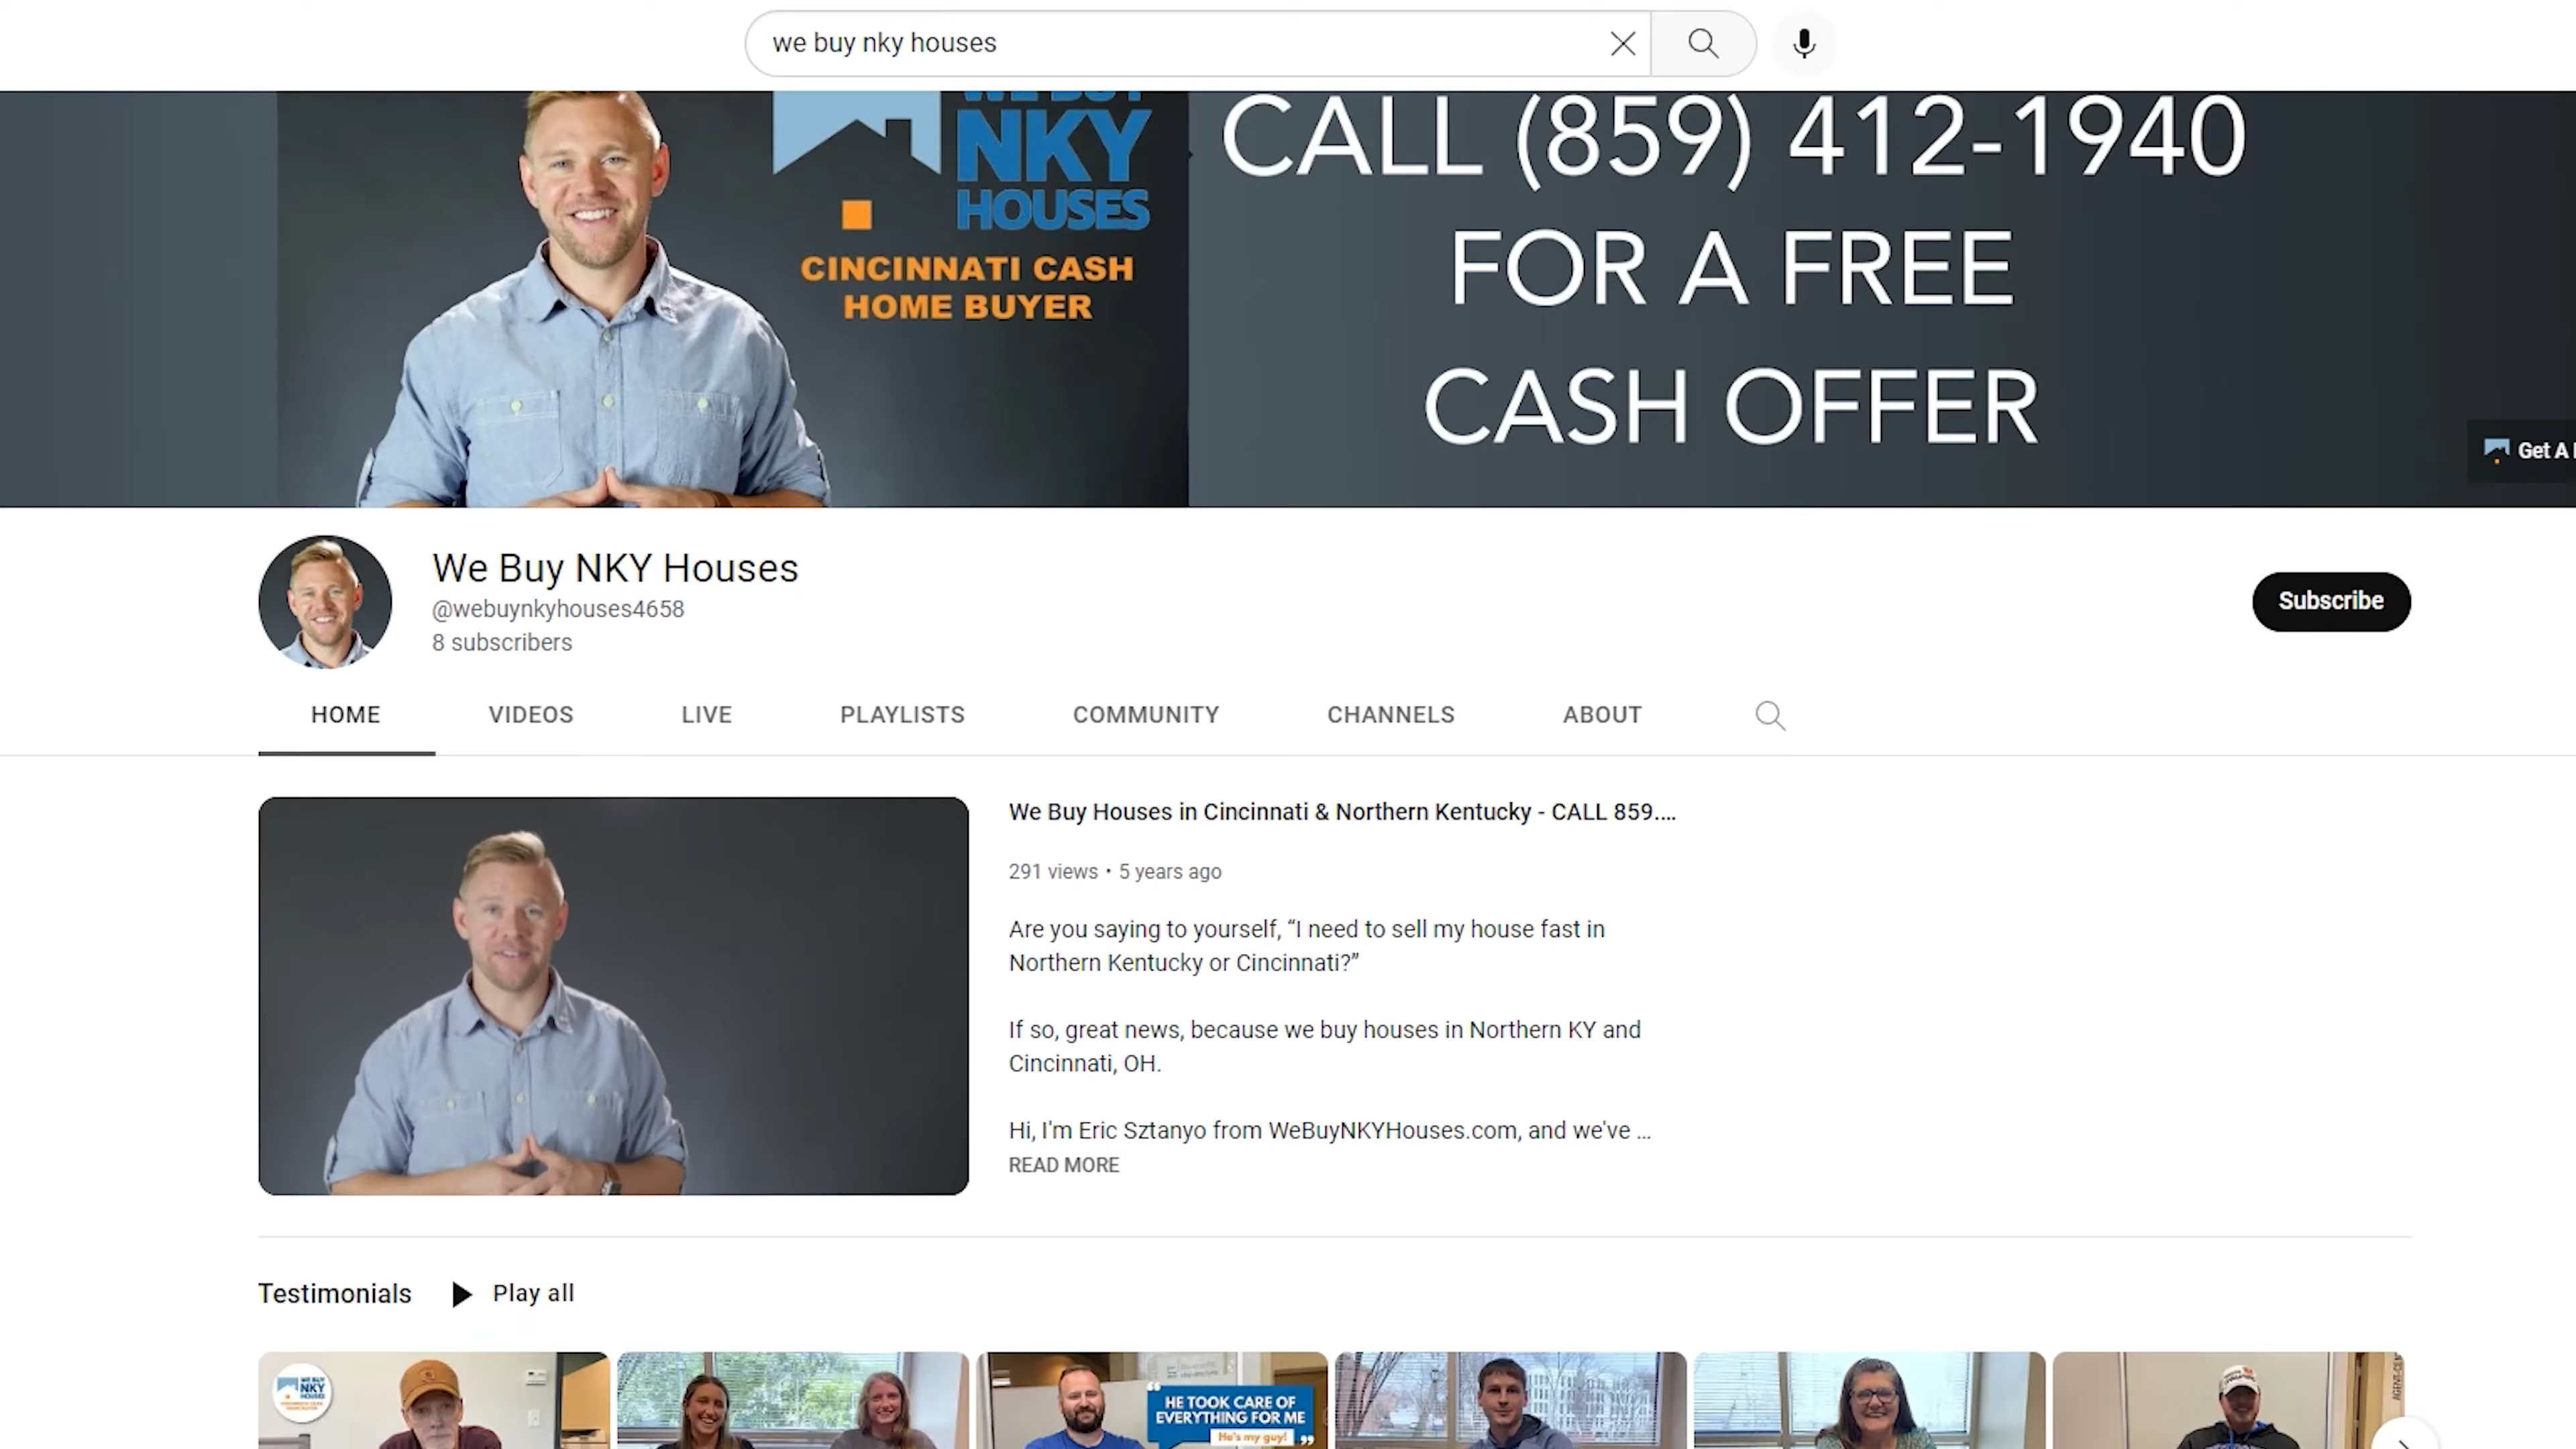 we buy nky houses
WE BUY
NKY
HOUSES
CINCINNATI CASH
HOME BUYER
CALL (859) 412-1940
FOR A FREE
CASH OFFER
Get A
We Buy NKY Houses
@webuynkyhouses4658
8 subscribers
Subscribe
HOME
VIDEOS
LIVE
PLAYLISTS
COMMUNITY
CHANNELS
ABOUT
We Buy Houses in Cincinnati & Northern Kentucky - CALL 859....
291 views • 5 years ago
Are you saying to yourself, “I need to sell my house fast in
Northern Kentucky or Cincinnati?”
If so, great news, because we buy houses in Northern KY and
Cincinnati, OH.
Hi, I'm Eric Sztanyo from WeBuyNKYHouses.com, and we've ...
READ MORE
Testimonials
Play all
WE BUY
NKY
HOUSES
“HE TOOK CARE OF
EVERYTHING FOR ME
He's my guy! ”